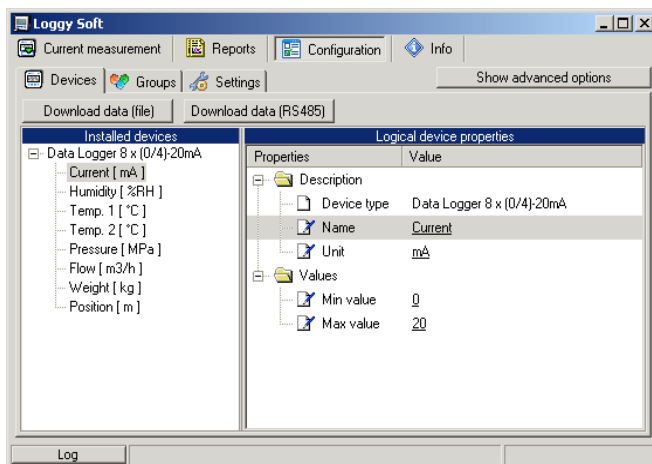 Loggy Soft
Current measurement Reports Configuration Info
Devices Groups Settings Show advanced options
Download data (file) Download data (RS485)
Installed devices
Data Logger 8 x (0/4)-20mA
Current [ mA ]
Humidity [ %RH ]
Temp. 1 [ °C ]
Temp. 2 [ °C ]
Pressure [ MPa ]
Flow [ m3/h ]
Weight [ kg ]
Position [ m ]
Logical device properties
Properties Value
Description
Device type Data Logger 8 x (0/4)-20mA
Name Current
Unit mA
Values
Min value 0
Max value 20
Log